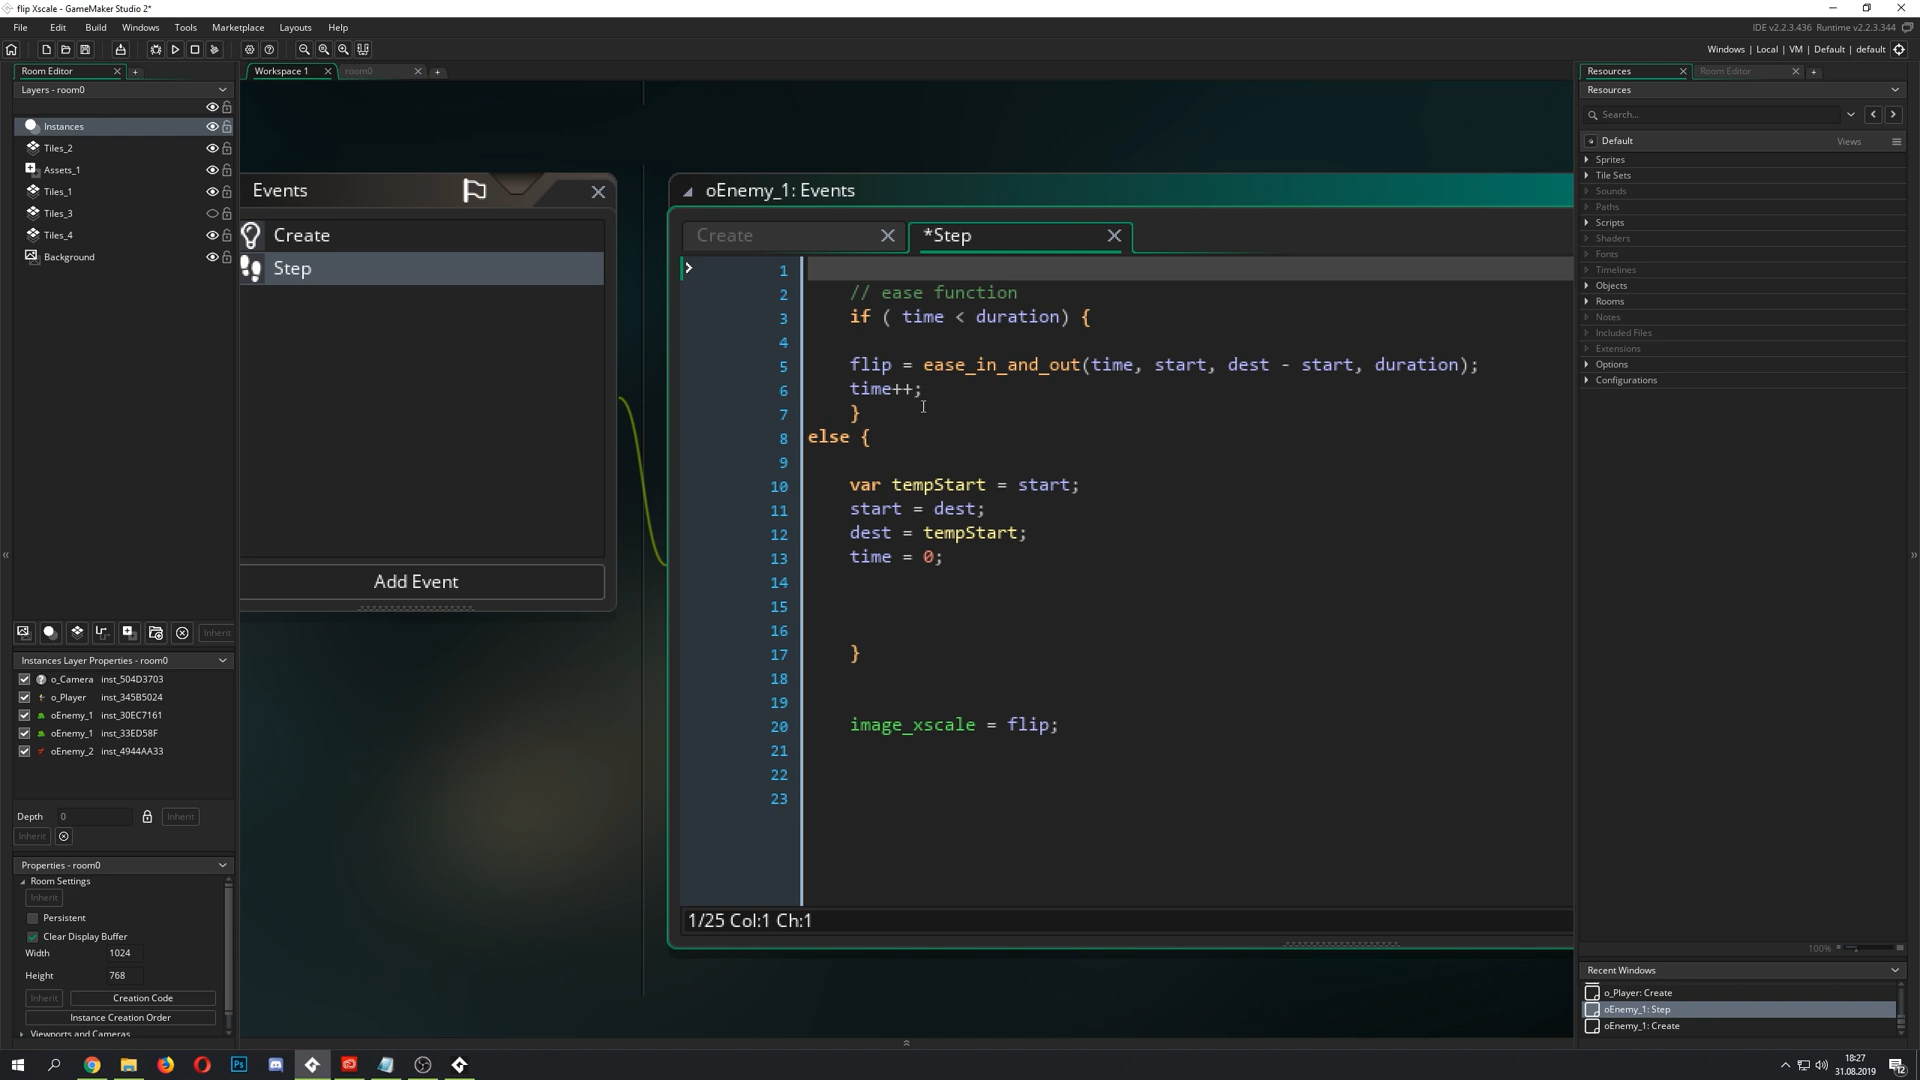 flip Xscale - GameMaker Studio 2*
File Edit Build Windows Tools Marketplace Layouts Help
IDE v2.2.3.436 Runtime v2.2.3.344
Windows | Local | VM | Default | default
Room Editor
Layers - room0
Instances
Tiles_2
Assets_1
Tiles_1
Tiles_3
Tiles_4
Background
Inherit
Instances Layer Properties - room0
o_Camera inst_504D3703
o_Player inst_345B5024
oEnemy_1 inst_30EC7161
oEnemy_1 inst_33ED58F
oEnemy_2 inst_4944AA33
Depth 0 Inherit
Inherit
Properties - room0
Room Settings
Inherit
Persistent
Clear Display Buffer
Width 1024
Height 768
Inherit Creation Code
Instance Creation Order
Viewports and Cameras
Workspace 1 room0
Events
Create
Step
Add Event
oEnemy_1: Events
Create *Step
1
2 // ease function
3 if ( time < duration) {
4
5 flip = ease_in_and_out(time, start, dest - start, duration);
6 time++;
7 }
8 else {
9
10 var tempStart = start;
11 start = dest;
12 dest = tempStart;
13 time = 0;
14
15
16
17 }
18
19
20 image_xscale = flip;
21
22
23
1/25 Col:1 Ch:1
Resources Room Editor
Resources
Search...
Default Views
Sprites
Tile Sets
Sounds
Paths
Scripts
Shaders
Fonts
Timelines
Objects
Rooms
Notes
Included Files
Extensions
Options
Configurations
100%
Recent Windows
o_Player: Create
oEnemy_1: Step
oEnemy_1: Create
18:27
31.08.2019